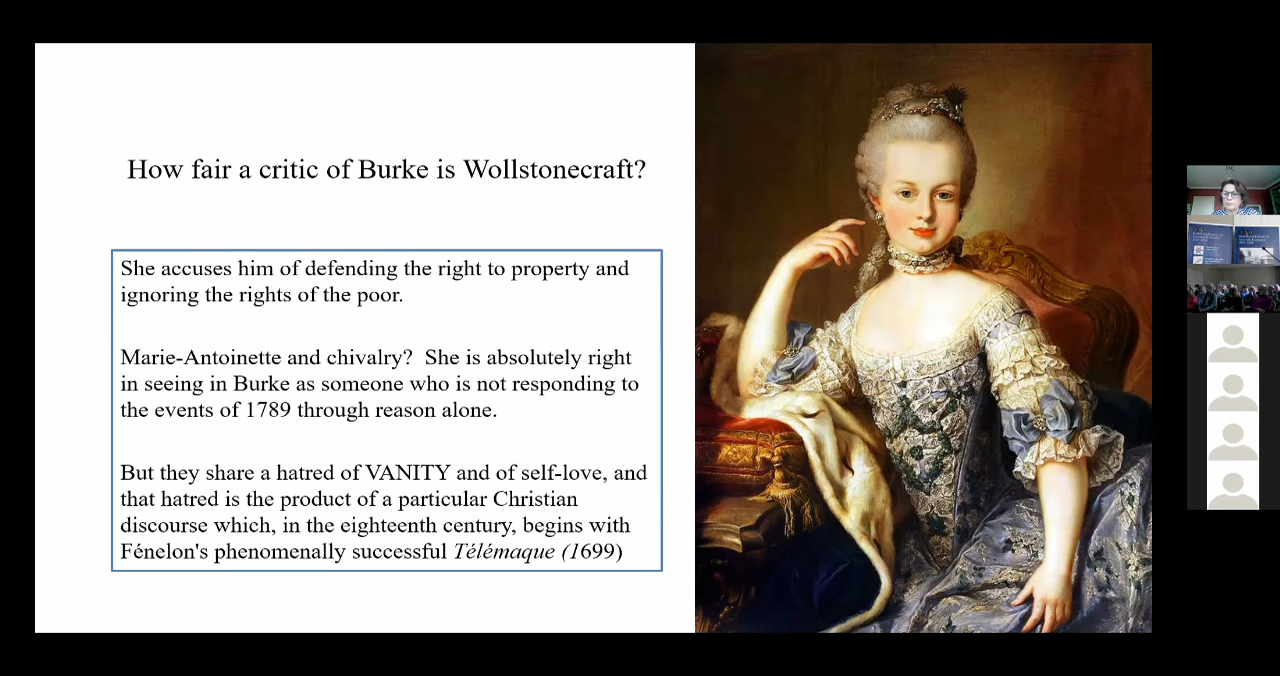 How fair a critic of Burke is Wollstonecraft?
She accuses him of defending the right to property and
ignoring the rights of the poor.
Marie-Antoinette and chivalry? She is absolutely right
in seeing in Burke as someone who is not responding to
the events of 1789 through reason alone.
But they share a hatred of VANITY and of self-love, and
that hatred is the product of a particular Christian
discourse which, in the eighteenth century, begins with
Fénelon's phenomenally successful Télémaque (1699)